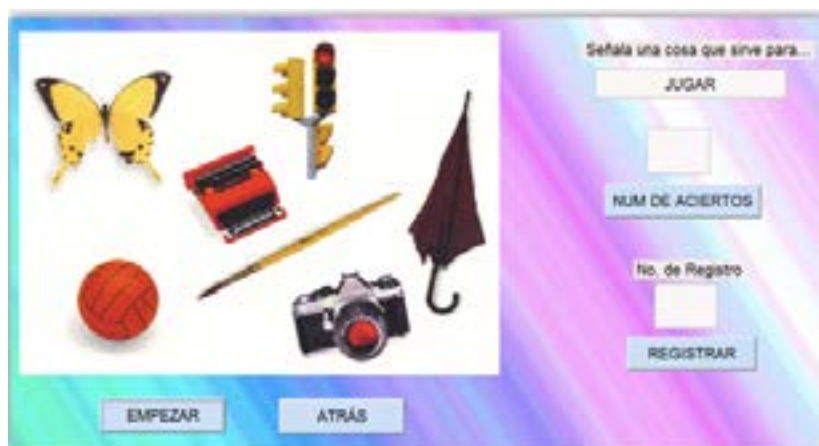 Señala una cosa que sirve para...
JUGAR
NUM DE ACIERTOS
No. de Registro
REGISTRAR
EMPEZAR
ATRÁS